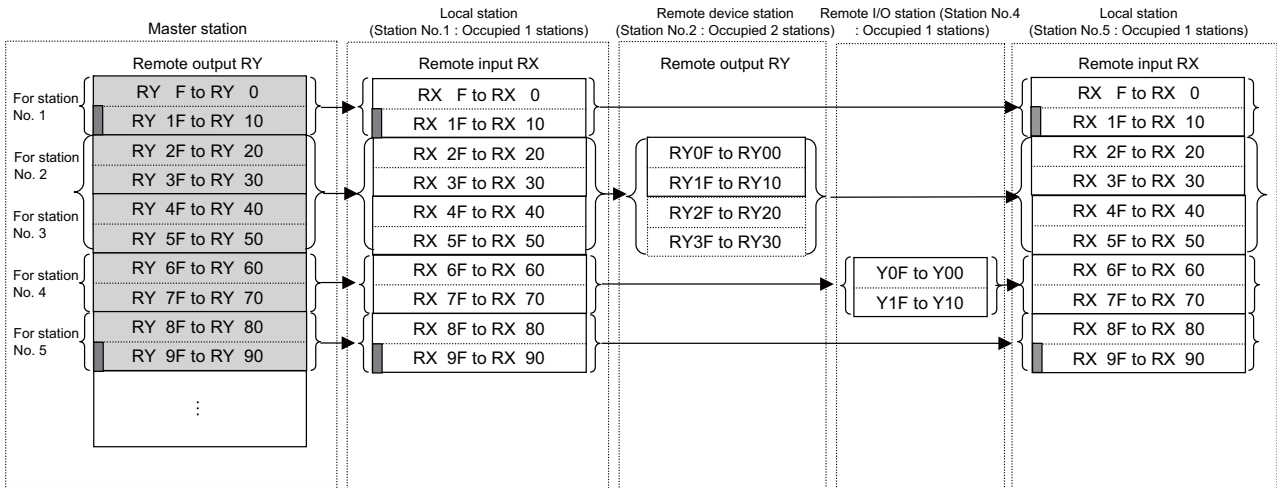 Master station
Local station
(Station No.1 : Occupied 1 stations)
Remote device station
(Station No.2 : Occupied 2 stations)
Remote I/O station (Station No.4
: Occupied 1 stations)
Local station
(Station No.5 : Occupied 1 stations)
Remote output RY
Remote input RX
Remote output RY
Remote input RX
For station
No. 1
For station
No. 2
For station
No. 3
For station
No. 4
For station
No. 5
RY F to RY 0
RY 1F to RY 10
RY 2F to RY 20
RY 3F to RY 30
RY 4F to RY 40
RY 5F to RY 50
RY 6F to RY 60
RY 7F to RY 70
RY 8F to RY 80
RY 9F to RY 90
⋮
RX F to RX 0
RX 1F to RX 10
RX 2F to RX 20
RX 3F to RX 30
RX 4F to RX 40
RX 5F to RX 50
RX 6F to RX 60
RX 7F to RX 70
RX 8F to RX 80
RX 9F to RX 90
RY0F to RY00
RY1F to RY10
RY2F to RY20
RY3F to RY30
Y0F to Y00
Y1F to Y10
RX F to RX 0
RX 1F to RX 10
RX 2F to RX 20
RX 3F to RX 30
RX 4F to RX 40
RX 5F to RX 50
RX 6F to RX 60
RX 7F to RX 70
RX 8F to RX 80
RX 9F to RX 90